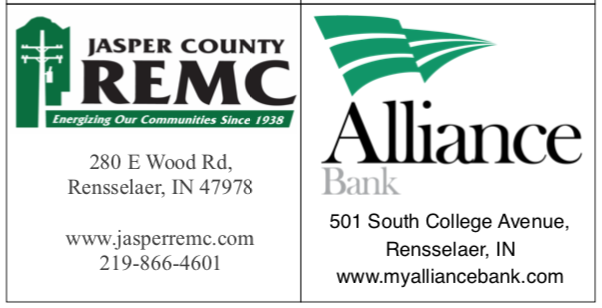 JASPER COUNTY
REMC
Energizing Our Communities Since 1938
280 E Wood Rd,
Rensselaer, IN 47978
www.jasperremc.com
219-866-4601
Alliance
Bank
501 South College Avenue,
Rensselaer, IN
www.myalliancebank.com